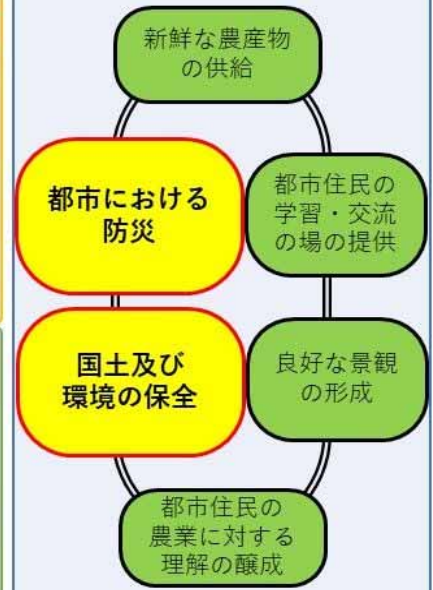 新鮮な農産物
の供給
都市における
防災
都市住民の
学習・交流
の場の提供
国土及び
環境の保全
良好な景観
の形成
都市住民の
農業に対する
理解の醸成